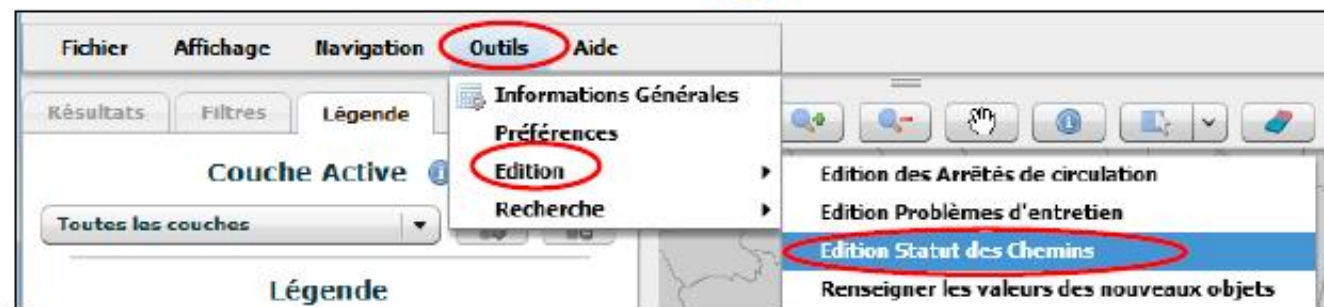 Fichier Affichage Navigation Outils Aide
Résultats Filtres Légende
Informations Générales
Préférences
Edition
Recherche
Couche Active
Toutes les couches
Légende
Edition des Arrêtés de circulation
Edition Problèmes d'entretien
Edition Statut des Chemins
Renseigner les valeurs des nouveaux objets